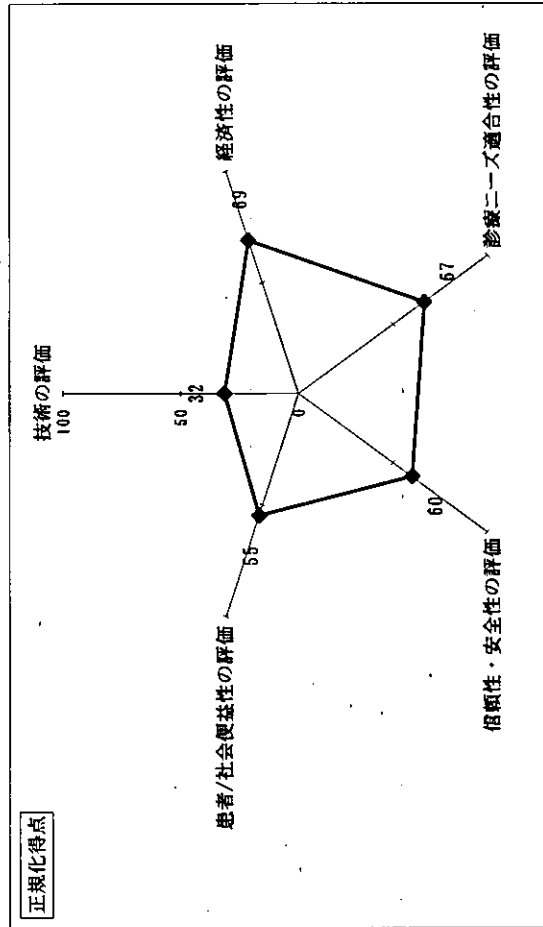 正規化得点
技術の評価
100
50
32
0
経済性の評価
69
診療ニーズ適合性の評価
67
信頼性・安全性の評価
60
患者/社会便益性の評価
55